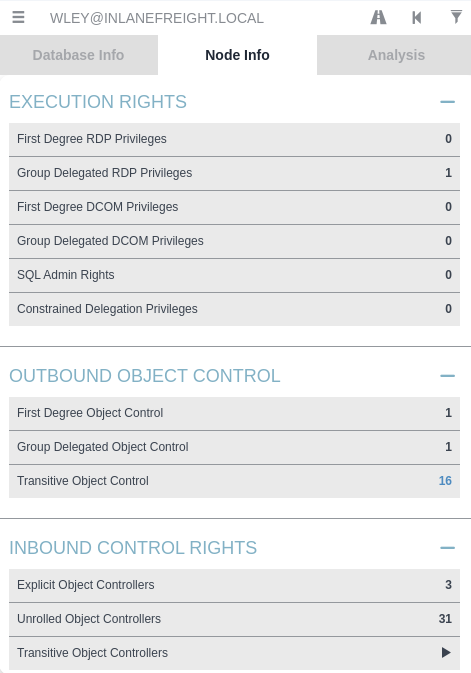 WLEY@INLANEFREIGHT.LOCAL
Database Info Node Info Analysis
EXECUTION RIGHTS
First Degree RDP Privileges 0
Group Delegated RDP Privileges 1
First Degree DCOM Privileges 0
Group Delegated DCOM Privileges 0
SQL Admin Rights 0
Constrained Delegation Privileges 0
OUTBOUND OBJECT CONTROL
First Degree Object Control 1
Group Delegated Object Control 1
Transitive Object Control 16
INBOUND CONTROL RIGHTS
Explicit Object Controllers 3
Unrolled Object Controllers 31
Transitive Object Controllers